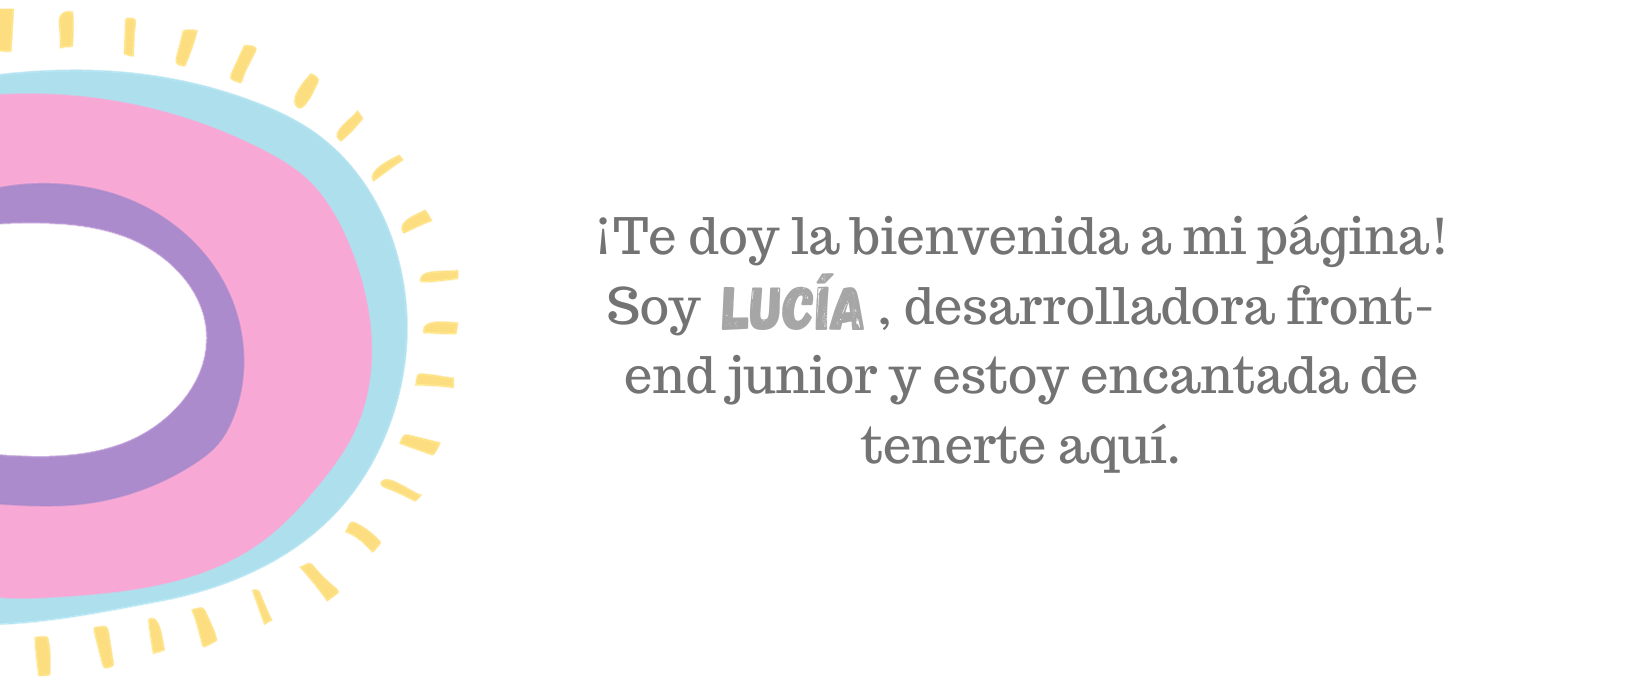 ¡Te doy la bienvenida a mi página!
Soy LUCÍA , desarrolladora front-
end junior y estoy encantada de
tenerte aquí.